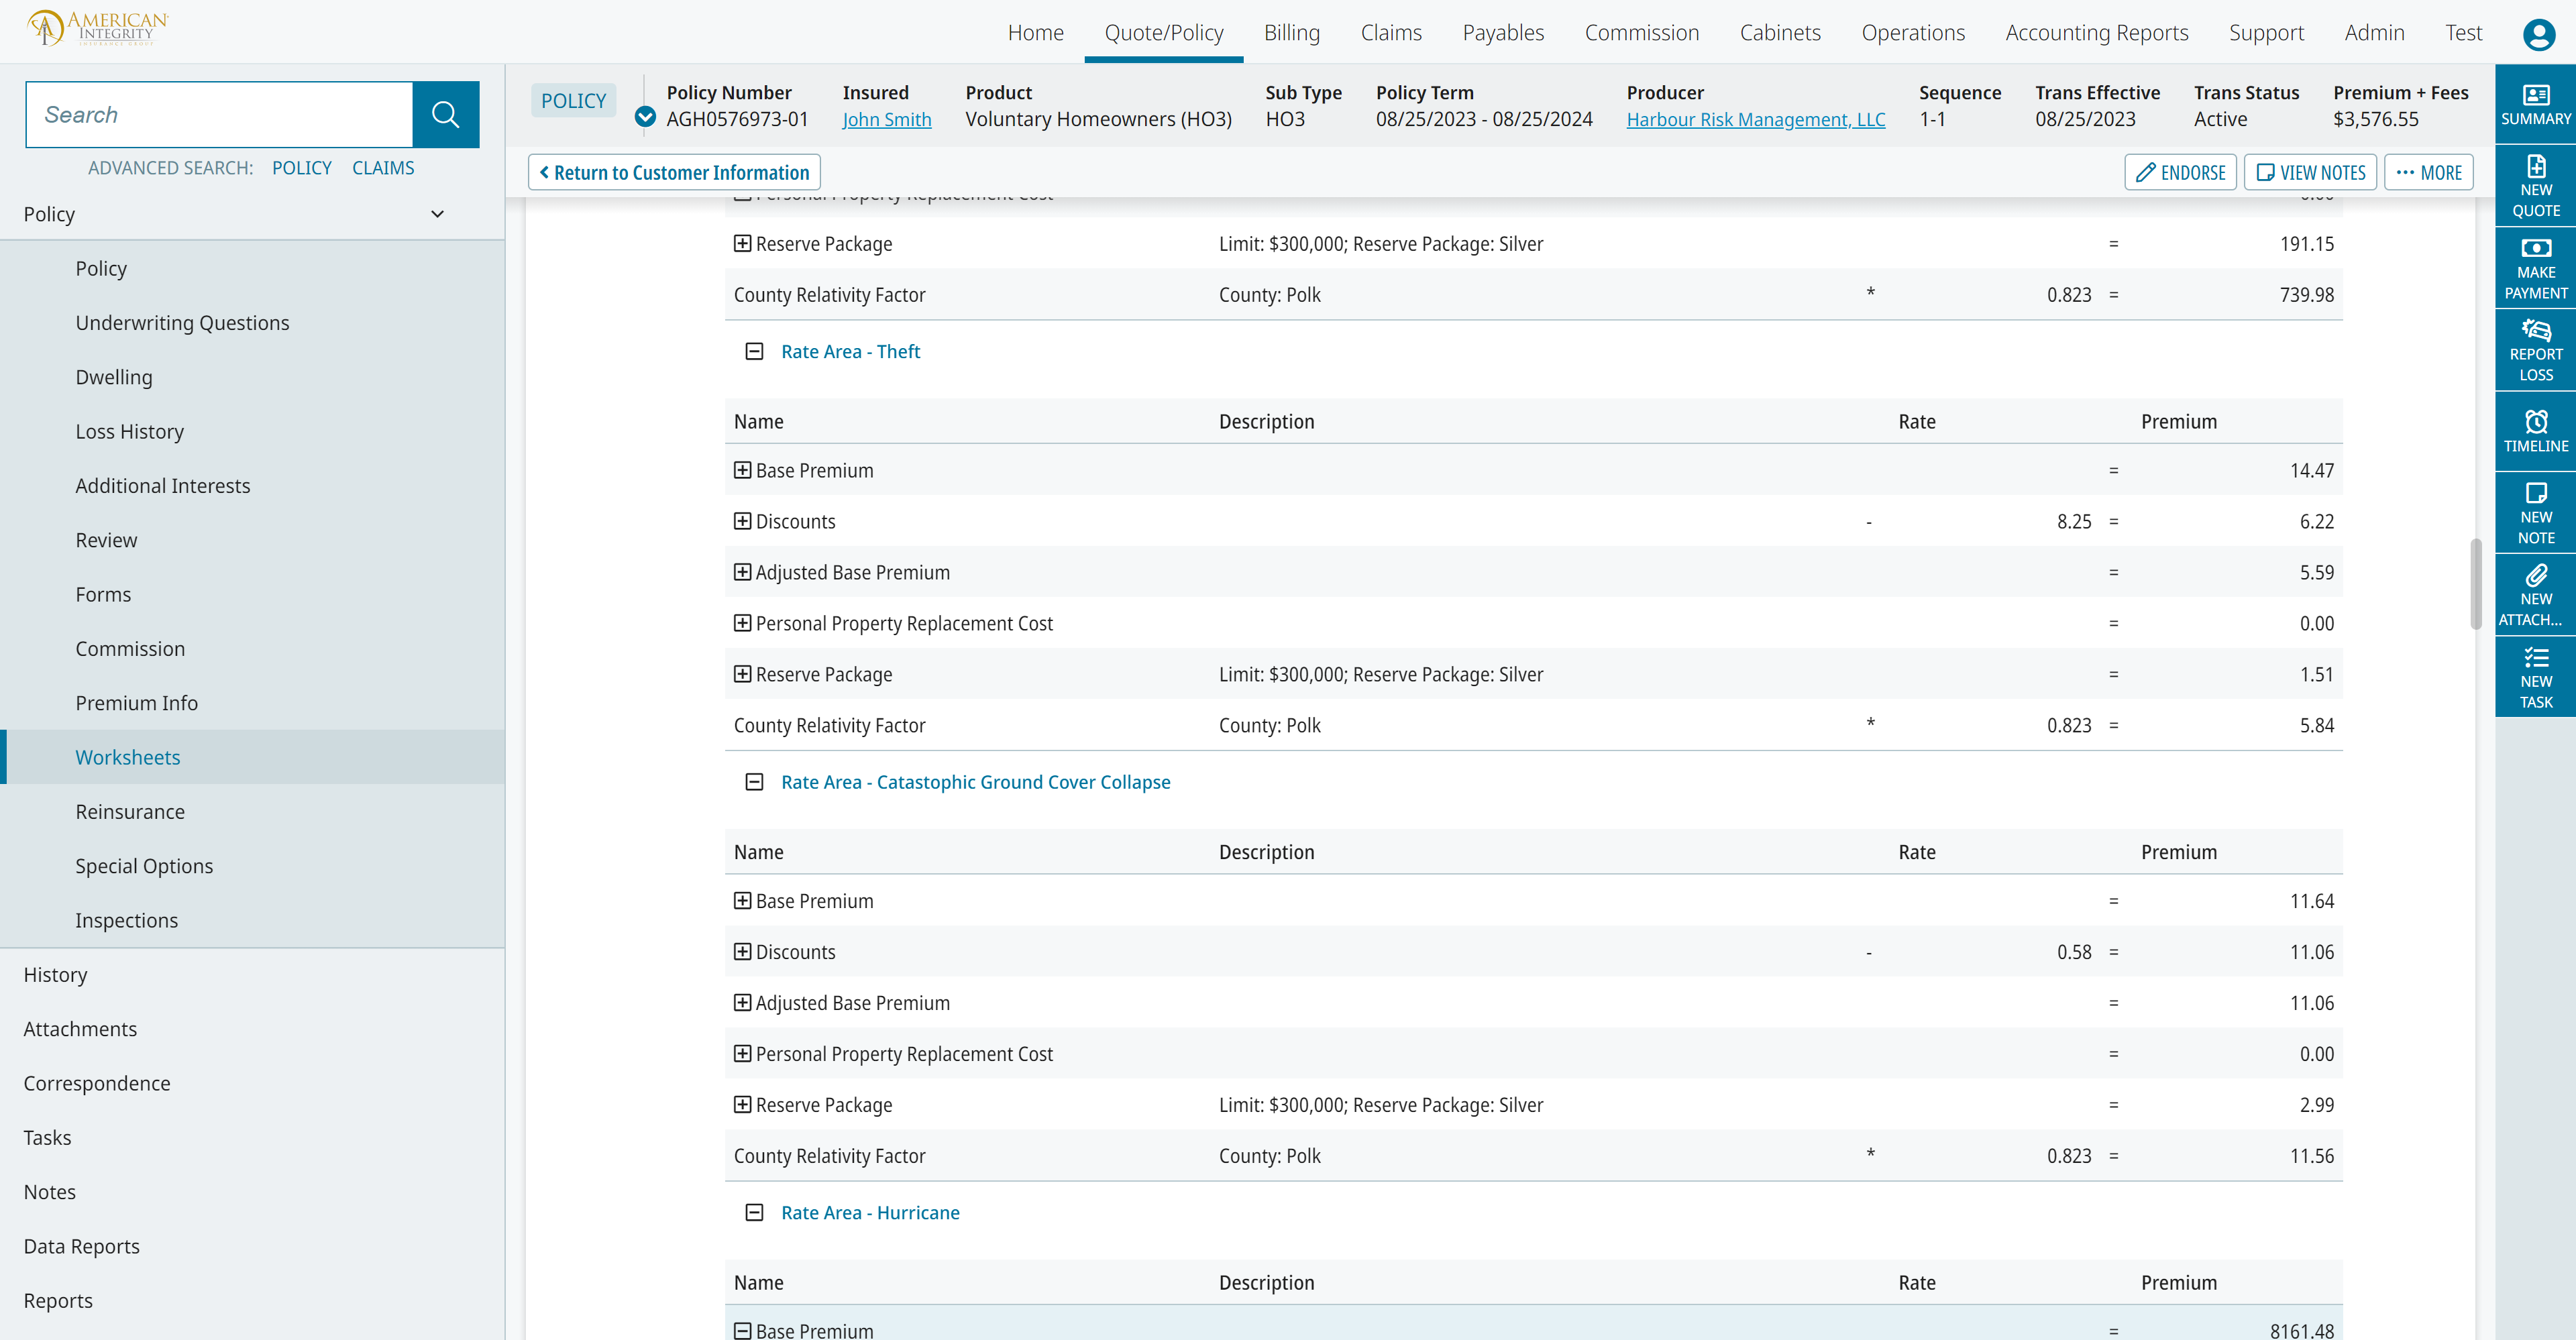 AMERICAN
INTEGRITY
INSURANCE GROUP
Home Quote/Policy Billing Claims Payables Commission Cabinets Operations Accounting Reports Support Admin Test
Search
ADVANCED SEARCH: POLICY CLAIMS
Policy
Policy
Underwriting Questions
Dwelling
Loss History
Additional Interests
Review
Forms
Commission
Premium Info
Worksheets
Reinsurance
Special Options
Inspections
History
Attachments
Correspondence
Tasks
Notes
Data Reports
Reports
POLICY
Policy Number Insured Product Sub Type Policy Term Producer Sequence Trans Effective Trans Status Premium + Fees
AGH0576973-01 John Smith Voluntary Homeowners (HO3) HO3 08/25/2023 - 08/25/2024 Harbour Risk Management, LLC 1-1 08/25/2023 Active $3,576.55
Return to Customer Information
ENDORSE VIEW NOTES ... MORE
Personal Property Replacement Cost 0.00
Reserve Package Limit: $300,000; Reserve Package: Silver = 191.15
County Relativity Factor County: Polk * 0.823 = 739.98
Rate Area - Theft
Name Description Rate Premium
Base Premium = 14.47
Discounts - 8.25 = 6.22
Adjusted Base Premium = 5.59
Personal Property Replacement Cost = 0.00
Reserve Package Limit: $300,000; Reserve Package: Silver = 1.51
County Relativity Factor County: Polk * 0.823 = 5.84
Rate Area - Catastophic Ground Cover Collapse
Name Description Rate Premium
Base Premium = 11.64
Discounts - 0.58 = 11.06
Adjusted Base Premium = 11.06
Personal Property Replacement Cost = 0.00
Reserve Package Limit: $300,000; Reserve Package: Silver = 2.99
County Relativity Factor County: Polk * 0.823 = 11.56
Rate Area - Hurricane
Name Description Rate Premium
Base Premium = 8161.48
SUMMARY
NEW
QUOTE
MAKE
PAYMENT
REPORT
LOSS
TIMELINE
NEW
NOTE
NEW
ATTACH...
NEW
TASK